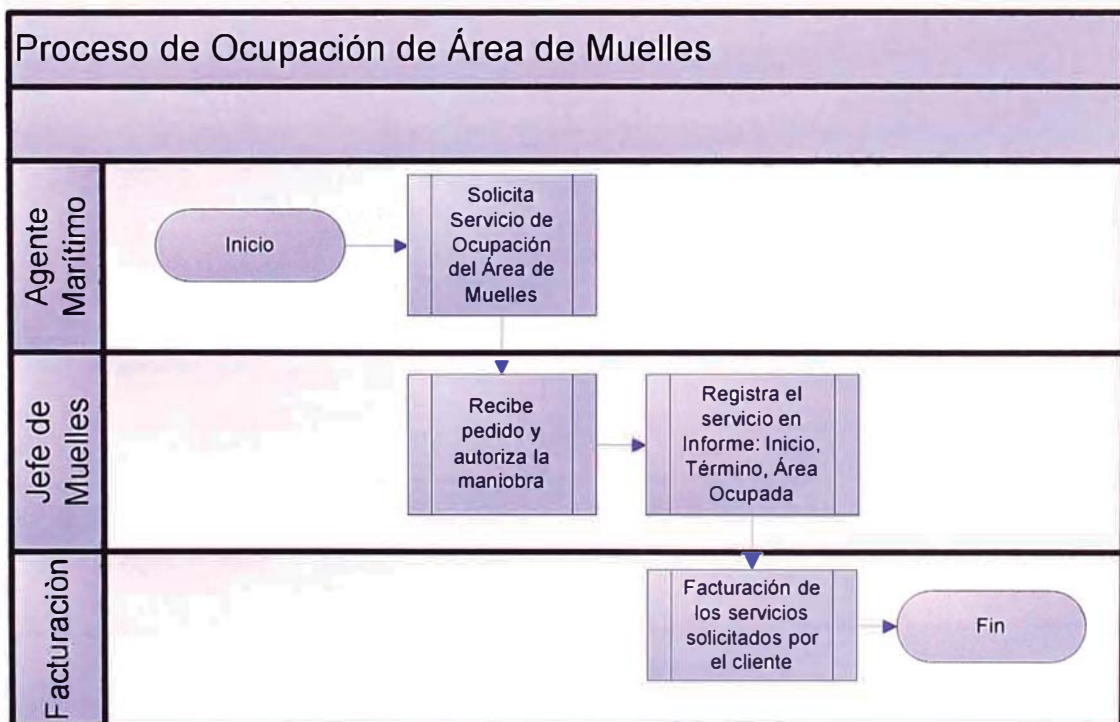 Proceso de Ocupación de Área de Muelles
Agente
Marítimo
Inicio
Solicita
Servicio de
Ocupación
del Área de
Muelles
Jefe de
Muelles
Recibe
pedido y
autoriza la
maniobra
Registra el
servicio en
Informe: Inicio,
Término, Área
Ocupada
Facturaciòn
Facturación de
los servicios
solicitados por
el cliente
Fin